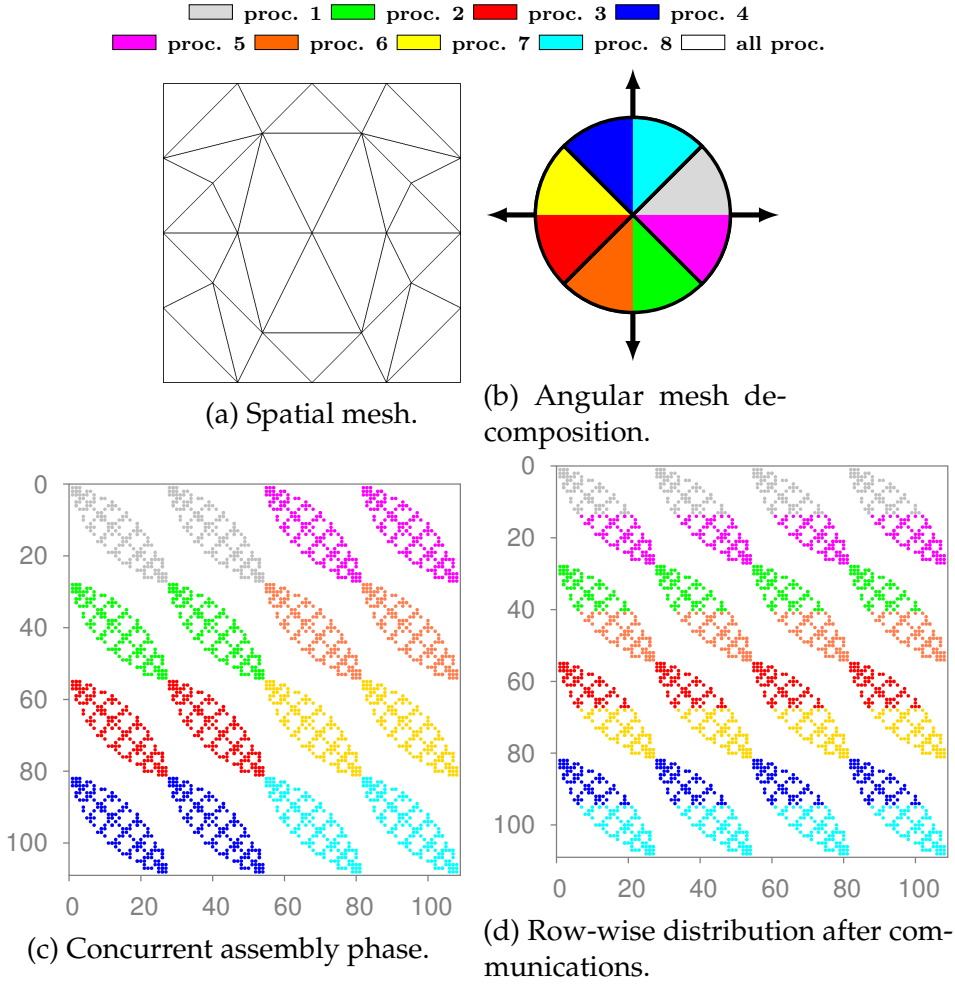 proc. 1 proc. 2 proc. 3 proc. 4
proc. 5 proc. 6 proc. 7 proc. 8 all proc.
(a) Spatial mesh.
(b) Angular mesh de-
composition.
0
20
40
60
80
100
0 20 40 60 80 100
(c) Concurrent assembly phase.
0
20
40
60
80
100
0 20 40 60 80 100
(d) Row-wise distribution after com-
munications.